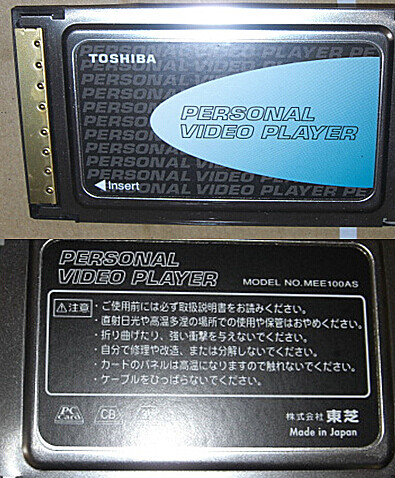 TOSHIBA
PERSONAL
VIDEO PLAYER
Insert
PERSONAL
VIDEO PLAYER
MODEL NO.MEE100AS
注意
・ご使用前には必ず取扱説明書をお読みください。
・直射日光や高温多湿の場所での使用や保管はおやめください。
・折り曲げたり、強い衝撃を与えないでください。
・自分で修理や改造、または分解しないでください。
・カードのパネルは高温になりますので触れないでください。
・ケーブルをひっぱらないでください。
PC Card
CB
株式会社 東芝
Made in Japan